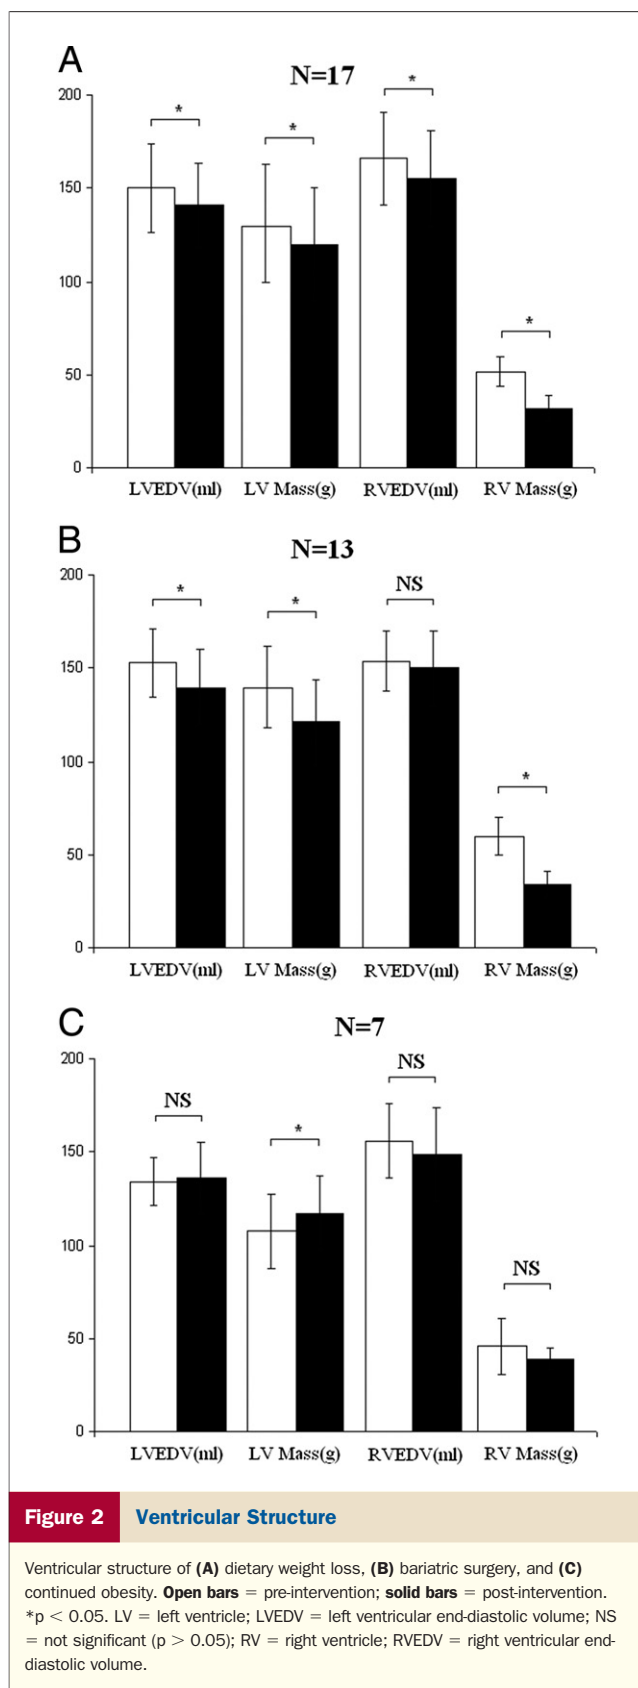 A
N=17
200
150
100
50
0
*
*
*
*
LVEDV(ml) LV Mass(g) RVEDV(ml) RV Mass(g)
B
N=13
200
150
100
50
0
*
*
NS
*
LVEDV(ml) LV Mass(g) RVEDV(ml) RV Mass(g)
C
N=7
200
150
100
50
0
NS
*
NS
NS
LVEDV(ml) LV Mass(g) RVEDV(ml) RV Mass(g)
Figure 2 Ventricular Structure
Ventricular structure of (A) dietary weight loss, (B) bariatric surgery, and (C)
continued obesity. Open bars = pre-intervention; solid bars = post-intervention.
*p < 0.05. LV = left ventricle; LVEDV = left ventricular end-diastolic volume; NS
= not significant (p > 0.05); RV = right ventricle; RVEDV = right ventricular end-
diastolic volume.